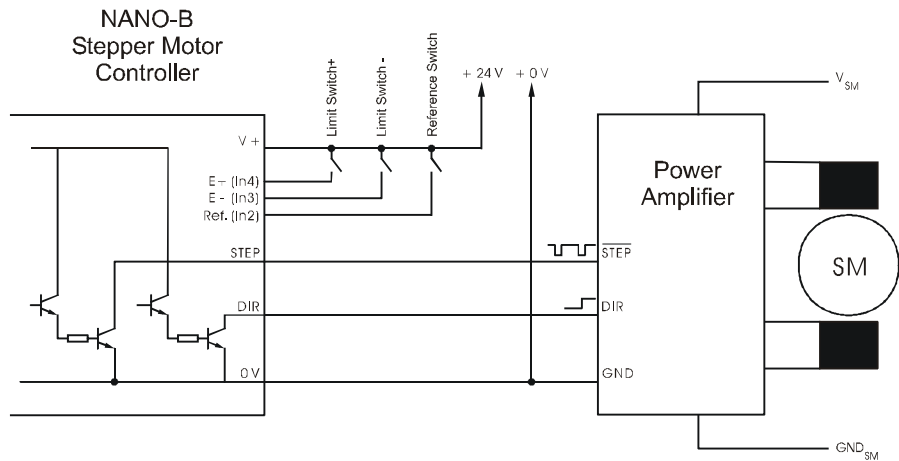 NANO-B
Stepper Motor
Controller
Limit Switch+
Limit Switch -
Reference Switch
+ 24 V
+ 0 V
V +
E + (In4)
E - (In3)
Ref. (In2)
STEP
DIR
0 V
Power
Amplifier
STEP
DIR
GND
V SM
SM
GND SM